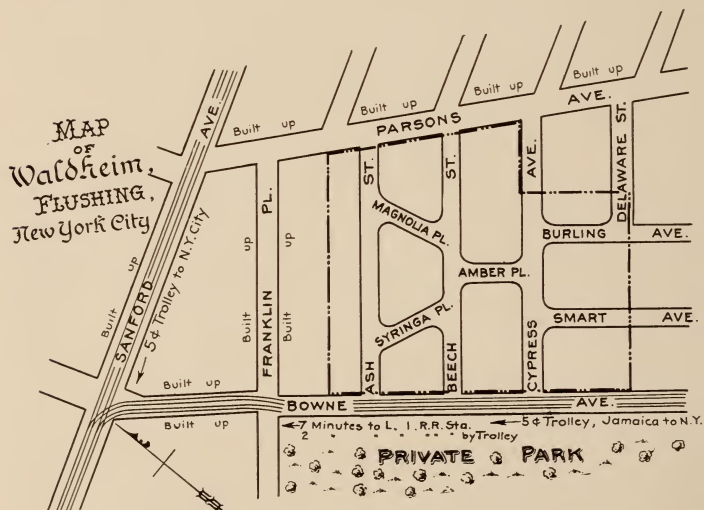 MAP
OF
Waldheim,
FLUSHING,
New York City
SANFORD AVE.
5¢ Trolley to N.Y. City
Built up
Built up
Built up
Built up
Built up
PARSONS AVE.
FRANKLIN PL.
Built up
Built up
Built up
Built up
ASH ST.
BEECH ST.
CYPRESS AVE.
DELAWARE ST.
MAGNOLIA PL.
SYRINGA PL.
AMBER PL.
BURLING AVE.
SMART AVE.
BOWNE AVE.
←7 Minutes to L. I. R.R. Sta. ←5¢ Trolley, Jamaica to N.Y.
2 " " " " " by Trolley
PRIVATE PARK